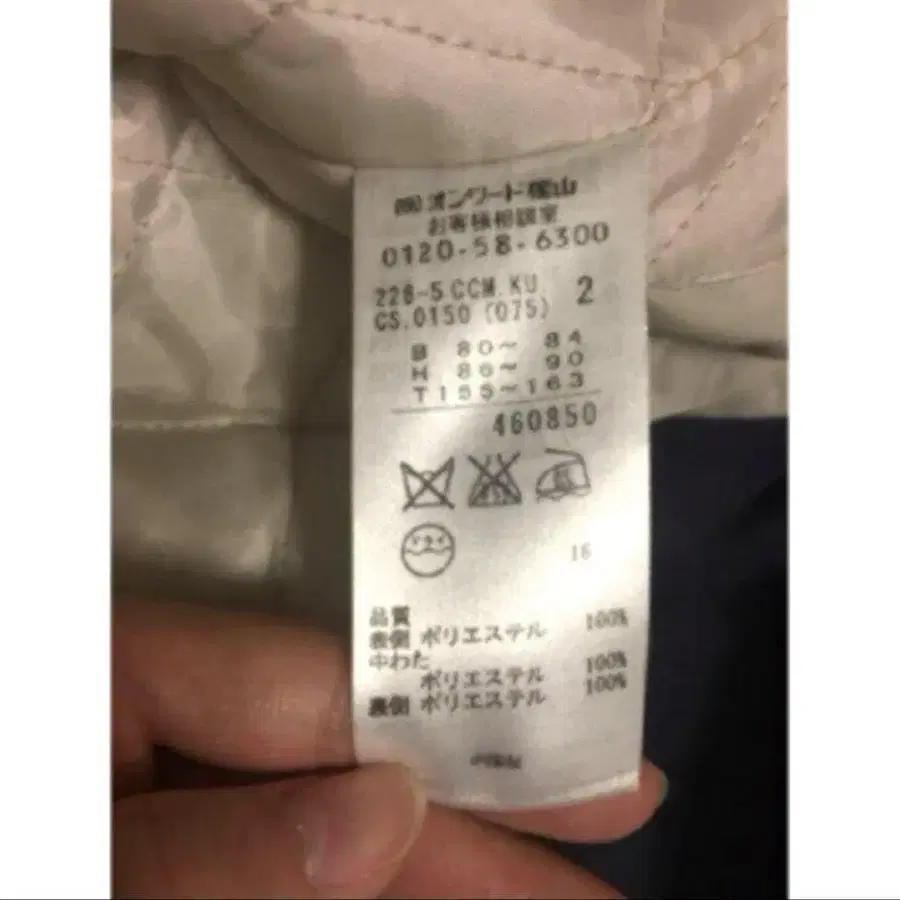 ㈱オンワード樫山
お客様相談室
0120-58-6300
226-5 CCM.KU 2
CS.0150 (075)
B 80〜 84
H 86〜 90
T155〜163
460850
ドライ
16
品質
表側 ポリエステル 100%
中わた
ポリエステル 100%
裏側 ポリエステル 100%